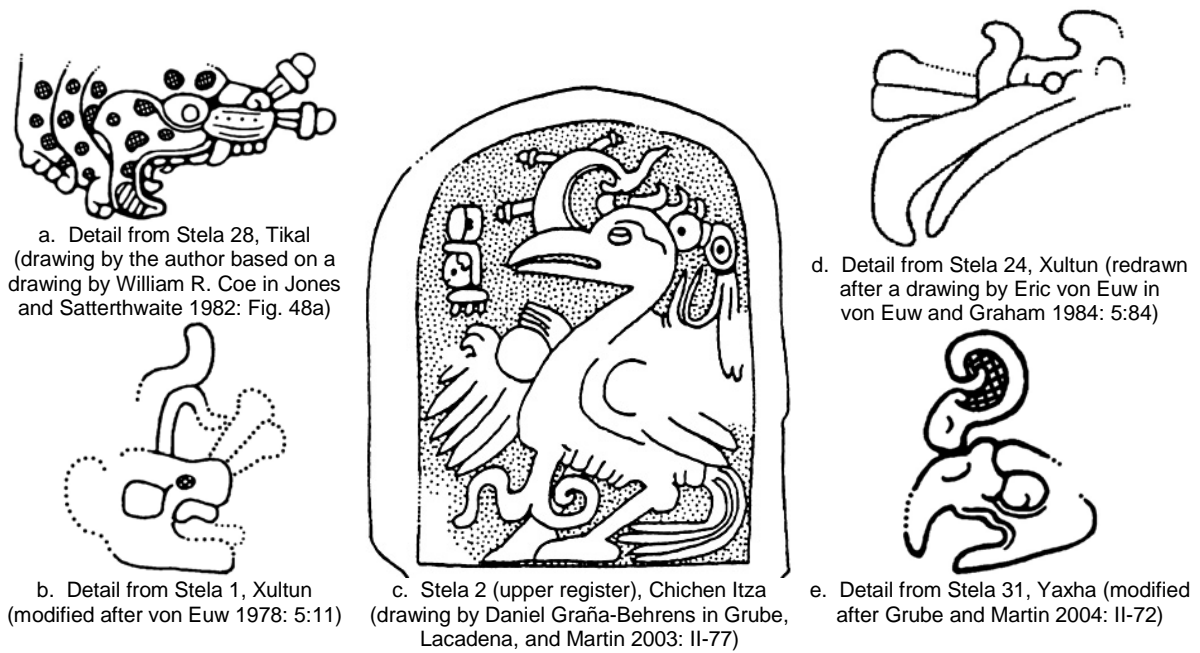 a. Detail from Stela 28, Tikal
(drawing by the author based on a
drawing by William R. Coe in Jones
and Satterthwaite 1982: Fig. 48a)
b. Detail from Stela 1, Xultun
(modified after von Euw 1978: 5:11)
c. Stela 2 (upper register), Chichen Itza
(drawing by Daniel Graña-Behrens in Grube,
Lacadena, and Martin 2003: II-77)
d. Detail from Stela 24, Xultun (redrawn
after a drawing by Eric von Euw in
von Euw and Graham 1984: 5:84)
e. Detail from Stela 31, Yaxha (modified
after Grube and Martin 2004: II-72)